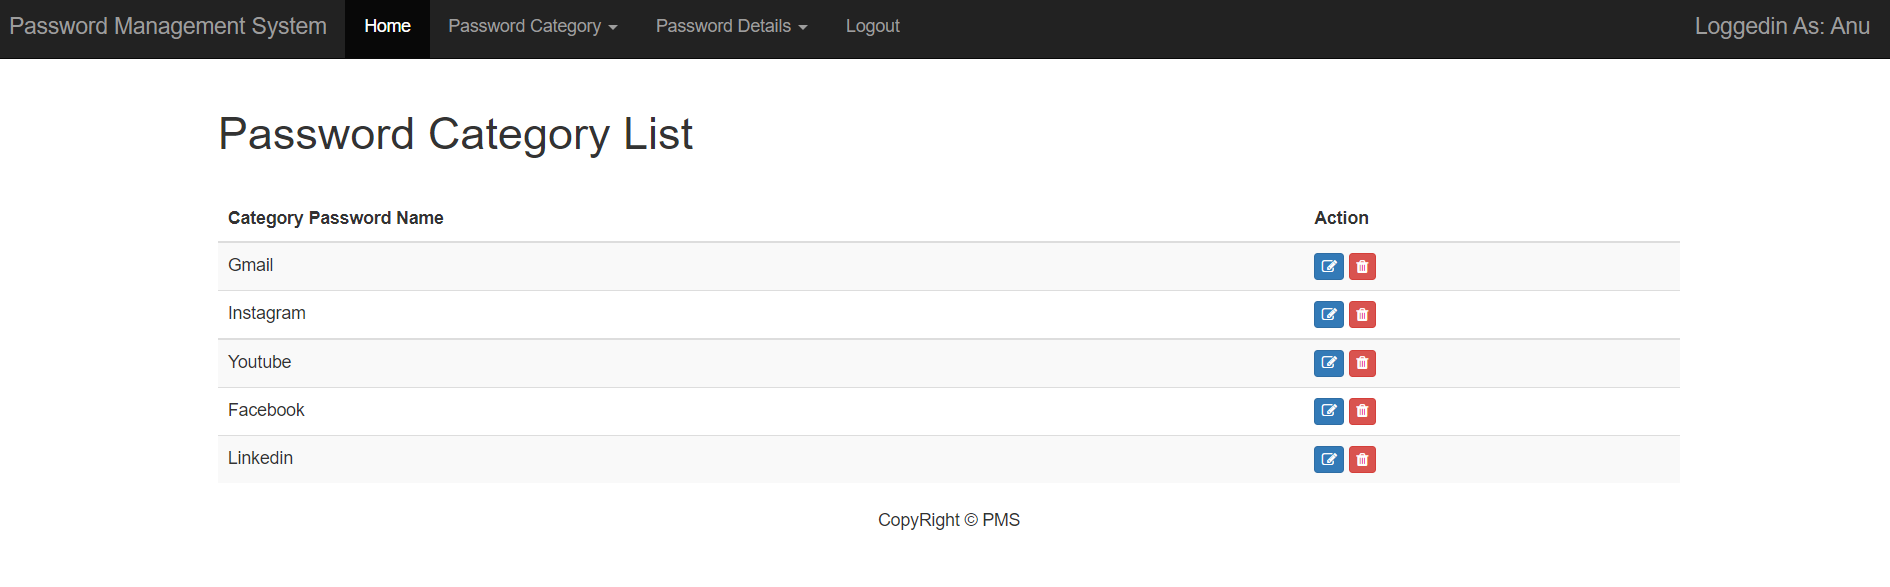 Password Management System Home Password Category Password Details Logout Loggedin As: Anu
Password Category List
Category Password Name Action
Gmail
Instagram
Youtube
Facebook
Linkedin
CopyRight © PMS